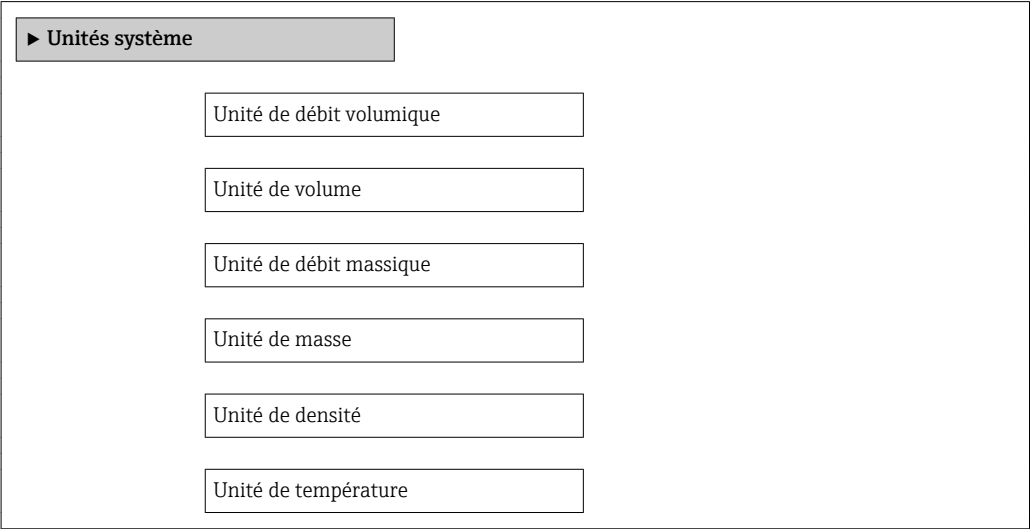 ► Unités système
Unité de débit volumique
Unité de volume
Unité de débit massique
Unité de masse
Unité de densité
Unité de température